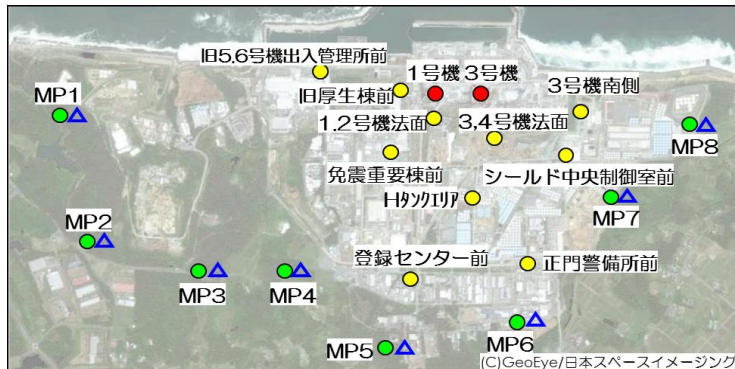 旧5.6号機出入管理所前
1号機
3号機
3号機南側
MP1
旧厚生棟前
1.2号機法面
3,4号機法面
MP8
免震重要棟前
シールド中央制御室前
Hﾀﾝｸｴﾘｱ
MP7
MP2
登録センター前
正門警備所前
MP3
MP4
MP5
MP6
(C)GeoEye/日本スペースイメージング